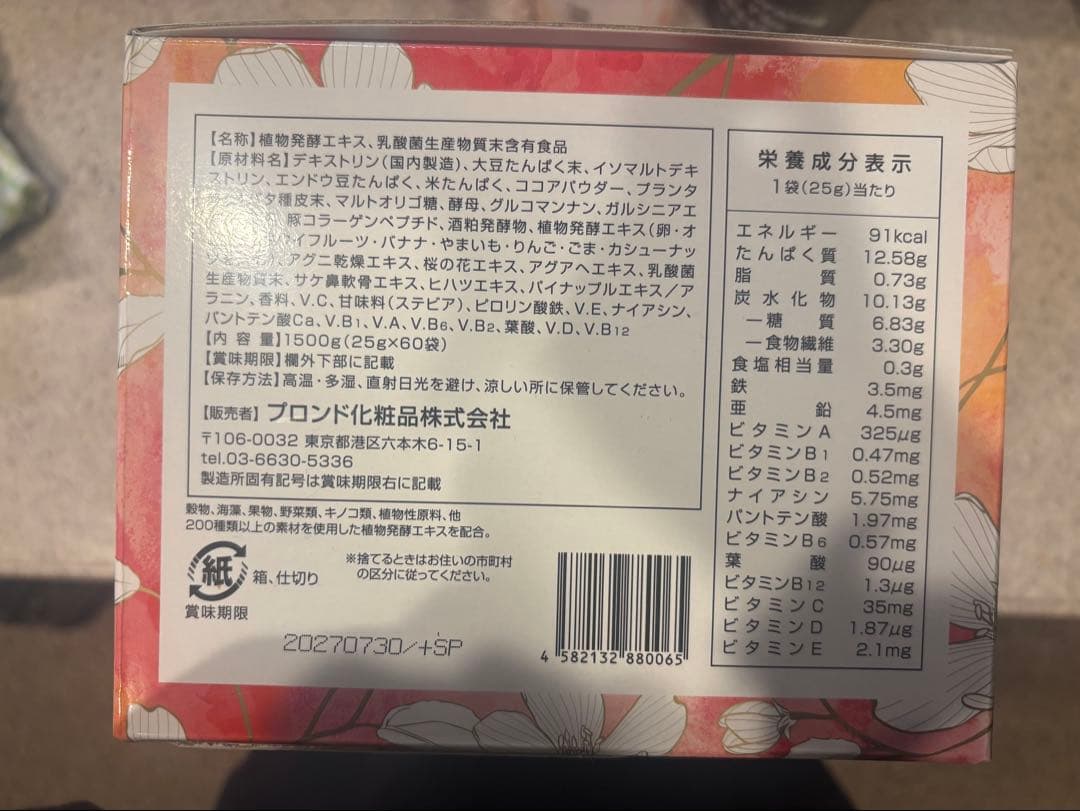 【名称】植物発酵エキス、乳酸菌生産物質末含有食品
【原材料名】デキストリン(国内製造)、大豆たんぱく末、イソマルトデキ
ストリン、エンドウ豆たんぱく、米たんぱく、ココアパウダー、プランタ
タ種皮末、マルトオリゴ糖、酵母、グルコマンナン、ガルシニアエ
豚コラーゲンペプチド、酒粕発酵物、植物発酵エキス(卵・オ
イフルーツ・バナナ・やまいも・りんご・ごま・カシューナッ
アグニ乾燥エキス、桜の花エキス、アグアヘエキス、乳酸菌
生産物質末、サケ鼻軟骨エキス、ヒハツエキス、パイナップルエキス/ア
ラニン、香料、V.C、甘味料(ステビア)、ピロリン酸鉄、V.E、ナイアシン、
パントテン酸Ca、V.B1、V.A、V.B6、V.B2、葉酸、V.D、V.B12
【内 容 量】1500g(25g×60袋)
【賞味期限】欄外下部に記載
【保存方法】高温・多湿、直射日光を避け、涼しい所に保管してください。
【販売者】プロンド化粧品株式会社
〒106-0032 東京都港区六本木6-15-1
tel.03-6630-5336
製造所固有記号は賞味期限右に記載
穀物、海藻、果物、野菜類、キノコ類、植物性原料、他
200種類以上の素材を使用した植物発酵エキスを配合。
紙 箱、仕切り
※捨てるときはお住いの市町村
の区分に従ってください。
賞味期限
20270730/+SP
4 582132 880065
栄養成分表示
1袋(25g)当たり
エネルギー 91kcal
たんぱく質 12.58g
脂質 0.73g
炭水化物 10.13g
―糖質 6.83g
―食物繊維 3.30g
食塩相当量 0.3g
鉄 3.5mg
亜鉛 4.5mg
ビタミンA 325μg
ビタミンB1 0.47mg
ビタミンB2 0.52mg
ナイアシン 5.75mg
パントテン酸 1.97mg
ビタミンB6 0.57mg
葉酸 90μg
ビタミンB12 1.3μg
ビタミンC 35mg
ビタミンD 1.87μg
ビタミンE 2.1mg